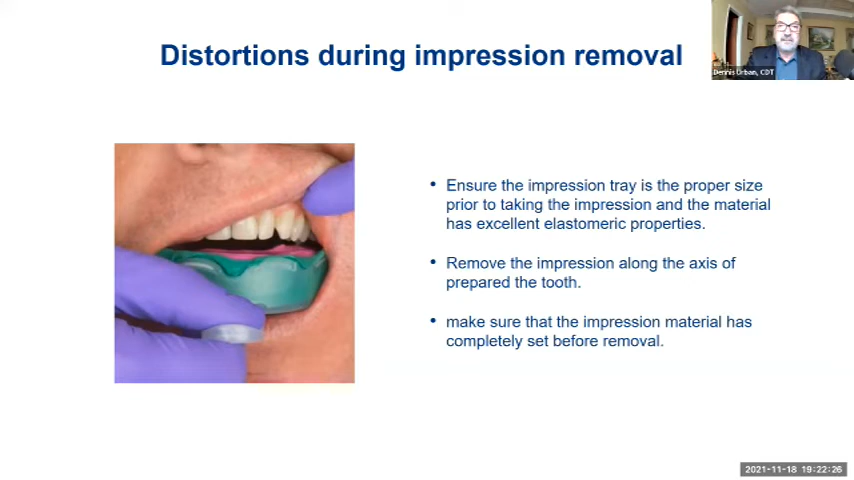 Distortions during impression removal
Dennis Urban, CDT
• Ensure the impression tray is the proper size
prior to taking the impression and the material
has excellent elastomeric properties.
• Remove the impression along the axis of
prepared the tooth.
• make sure that the impression material has
completely set before removal.
2021-11-18 19:22:26